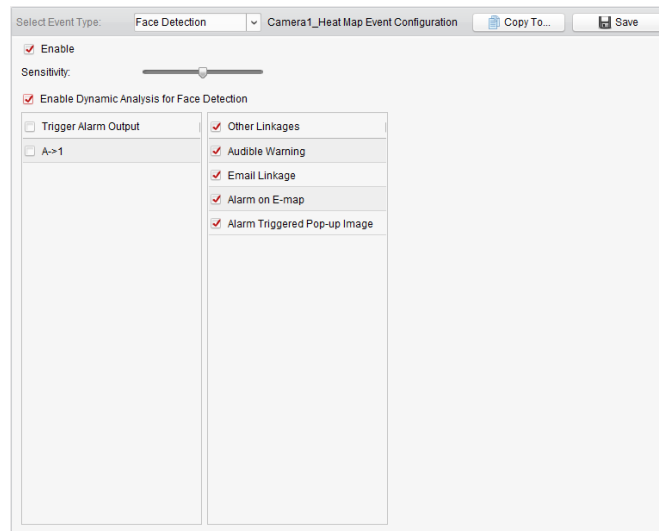 Select Event Type: Face Detection Camera1_Heat Map Event Configuration Copy To... Save
Enable
Sensitivity:
Enable Dynamic Analysis for Face Detection
Trigger Alarm Output Other Linkages
A->1 Audible Warning
Email Linkage
Alarm on E-map
Alarm Triggered Pop-up Image